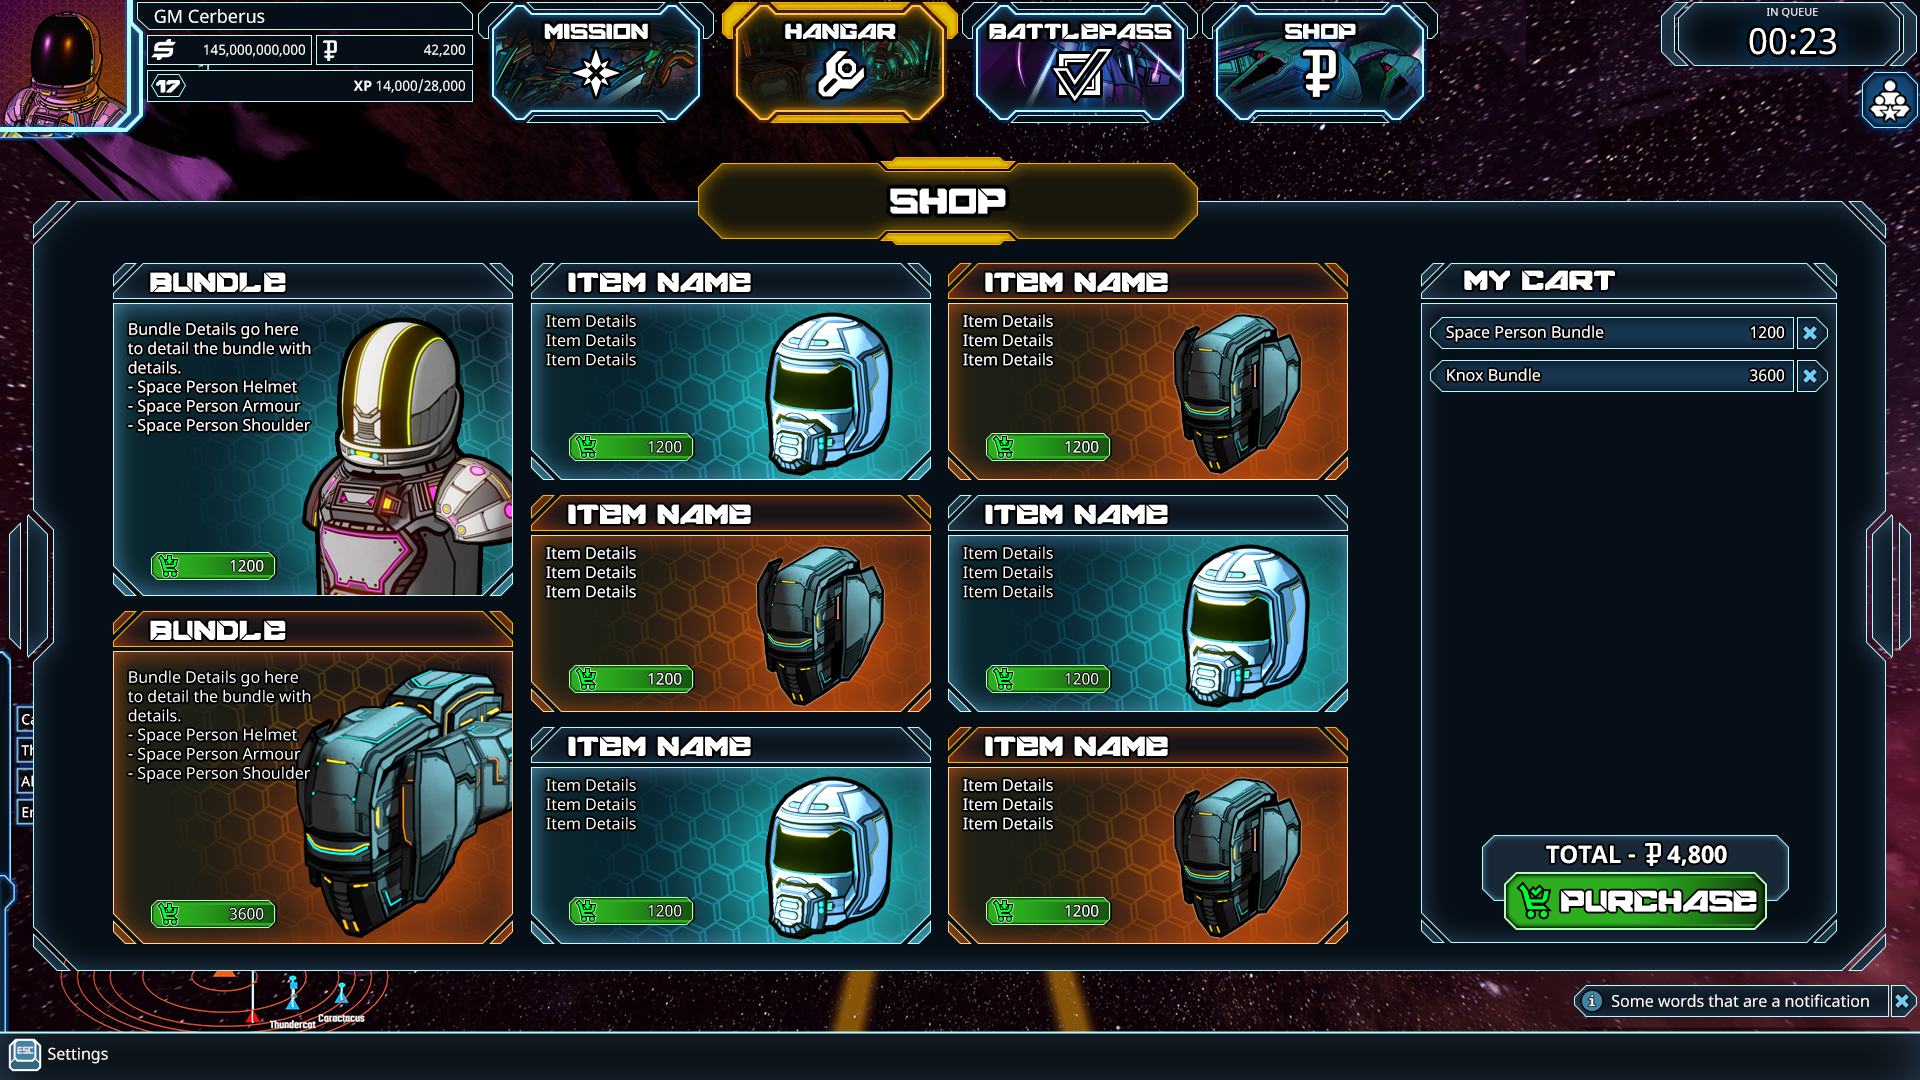 GM Cerberus
145,000,000,000
42,200
17
XP 14,000/28,000
MISSION
HANGAR
BATTLEPASS
SHOP
IN QUEUE
00:23
SHOP
BUNDLE
Bundle Details go here
to detail the bundle with
details.
- Space Person Helmet
- Space Person Armour
- Space Person Shoulder
1200
BUNDLE
Bundle Details go here
to detail the bundle with
details.
- Space Person Helmet
- Space Person Armour
- Space Person Shoulder
3600
ITEM NAME
Item Details
Item Details
Item Details
1200
ITEM NAME
Item Details
Item Details
Item Details
1200
ITEM NAME
Item Details
Item Details
Item Details
1200
ITEM NAME
Item Details
Item Details
Item Details
1200
ITEM NAME
Item Details
Item Details
Item Details
1200
ITEM NAME
Item Details
Item Details
Item Details
1200
MY CART
Space Person Bundle 1200
Knox Bundle 3600
TOTAL - 4,800
PURCHASE
Thundercat
Caractacus
Some words that are a notification
ESC
Settings